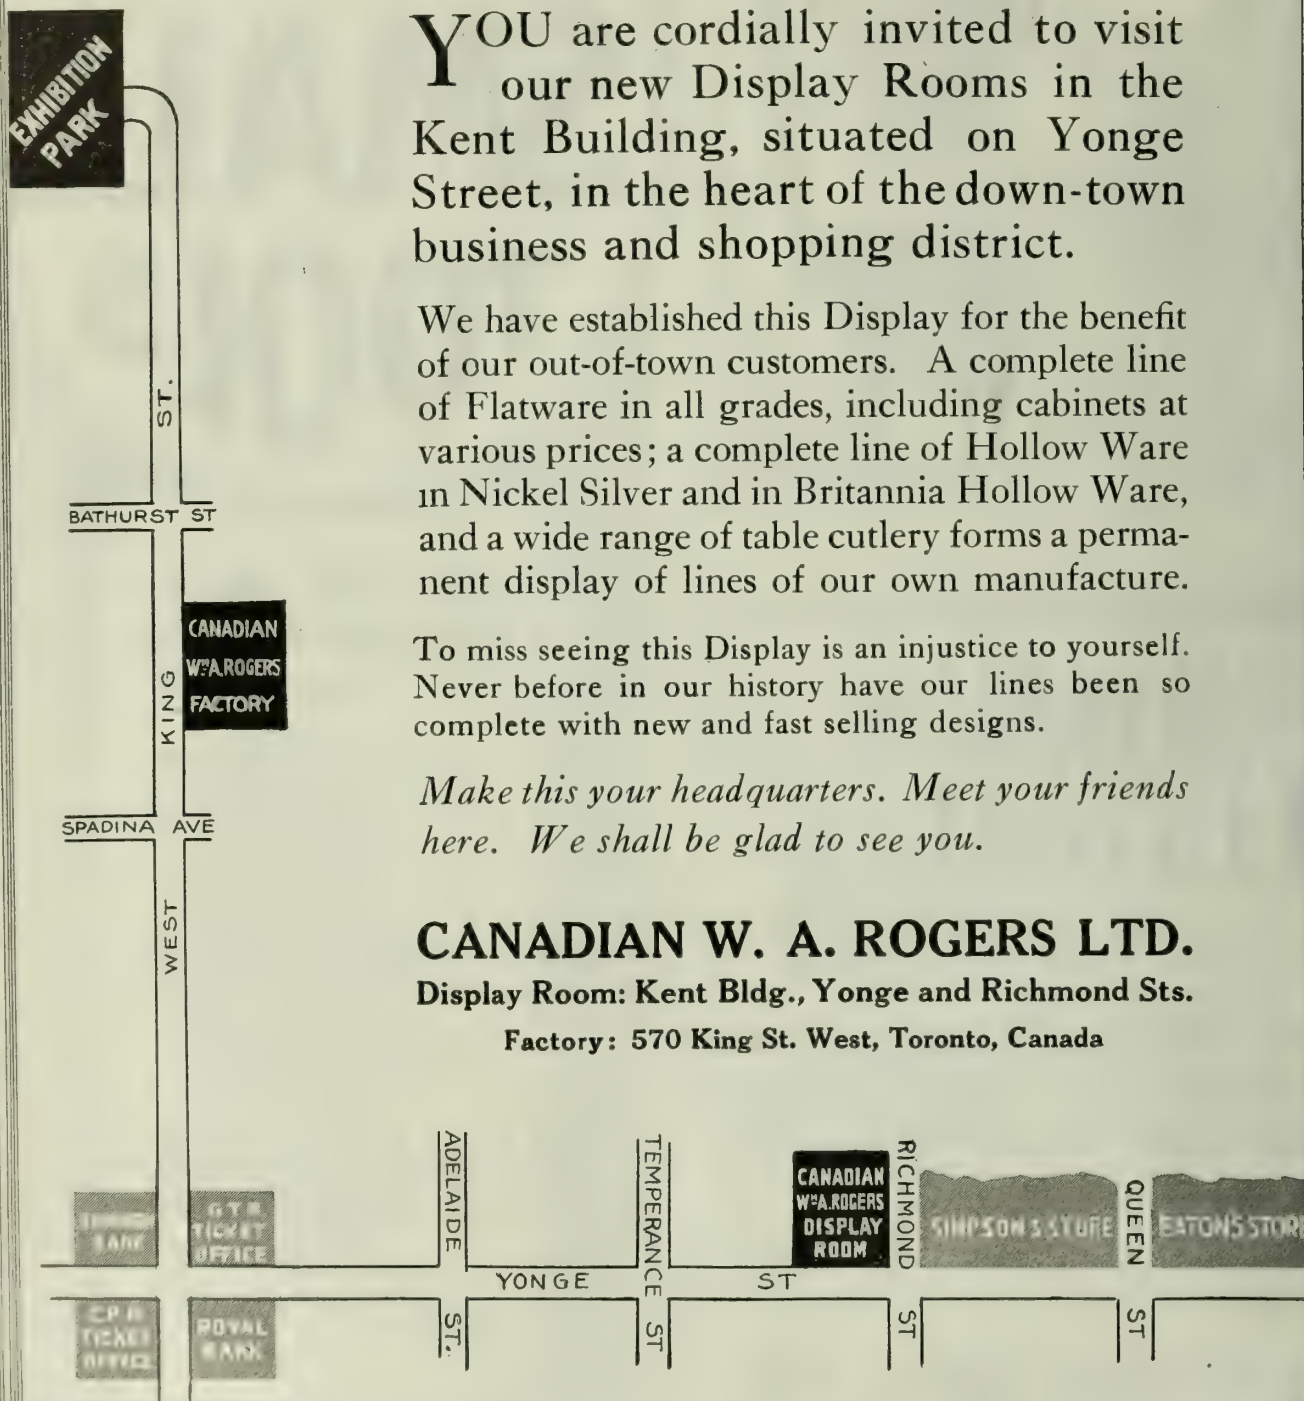 YOU are cordially invited to visit
our new Display Rooms in the
Kent Building, situated on Yonge
Street, in the heart of the down-town
business and shopping district.
We have established this Display for the benefit
of our out-of-town customers. A complete line
of Flatware in all grades, including cabinets at
various prices; a complete line of Hollow Ware
in Nickel Silver and in Britannia Hollow Ware,
and a wide range of table cutlery forms a perma-
nent display of lines of our own manufacture.
To miss seeing this Display is an injustice to yourself.
Never before in our history have our lines been so
complete with new and fast selling designs.
Make this your headquarters. Meet your friends
here. We shall be glad to see you.
CANADIAN W. A. ROGERS LTD.
Display Room: Kent Bldg., Yonge and Richmond Sts.
Factory: 570 King St. West, Toronto, Canada
EXHIBITION
PARK
KING ST. WEST
BATHURST ST
CANADIAN
Wm A. ROGERS
FACTORY
SPADINA AVE
BANK
G T R
TICKET
OFFICE
C P R
TICKET
OFFICE
ROYAL
BANK
YONGE ST
ADELAIDE ST.
TEMPERANCE ST
CANADIAN
Wm A. ROGERS
DISPLAY
ROOM
RICHMOND ST
SIMPSON'S STORE
QUEEN ST
EATON'S STORE